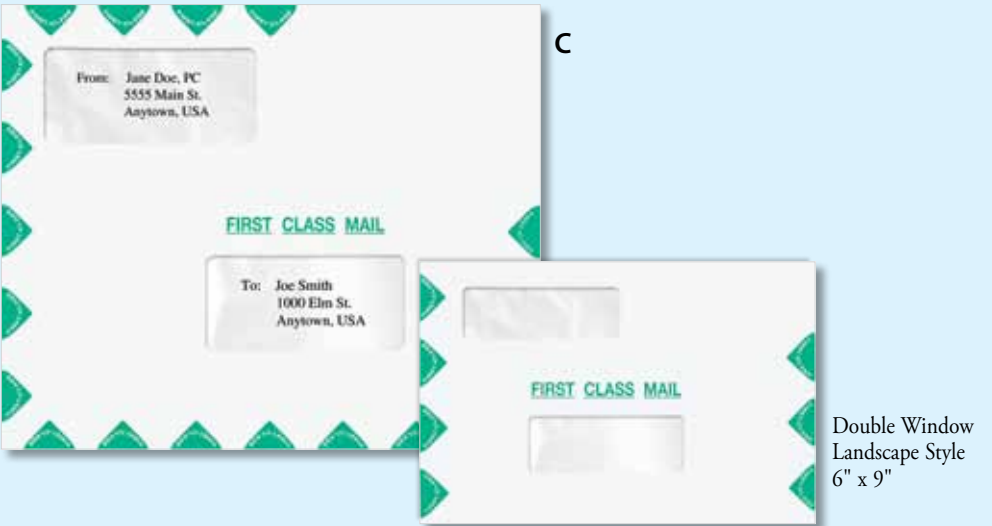 C
From: Jane Doe, PC
5555 Main St.
Anytown, USA
FIRST CLASS MAIL
To: Joe Smith
1000 Elm St.
Anytown, USA
FIRST CLASS MAIL
Double Window
Landscape Style
6" x 9"